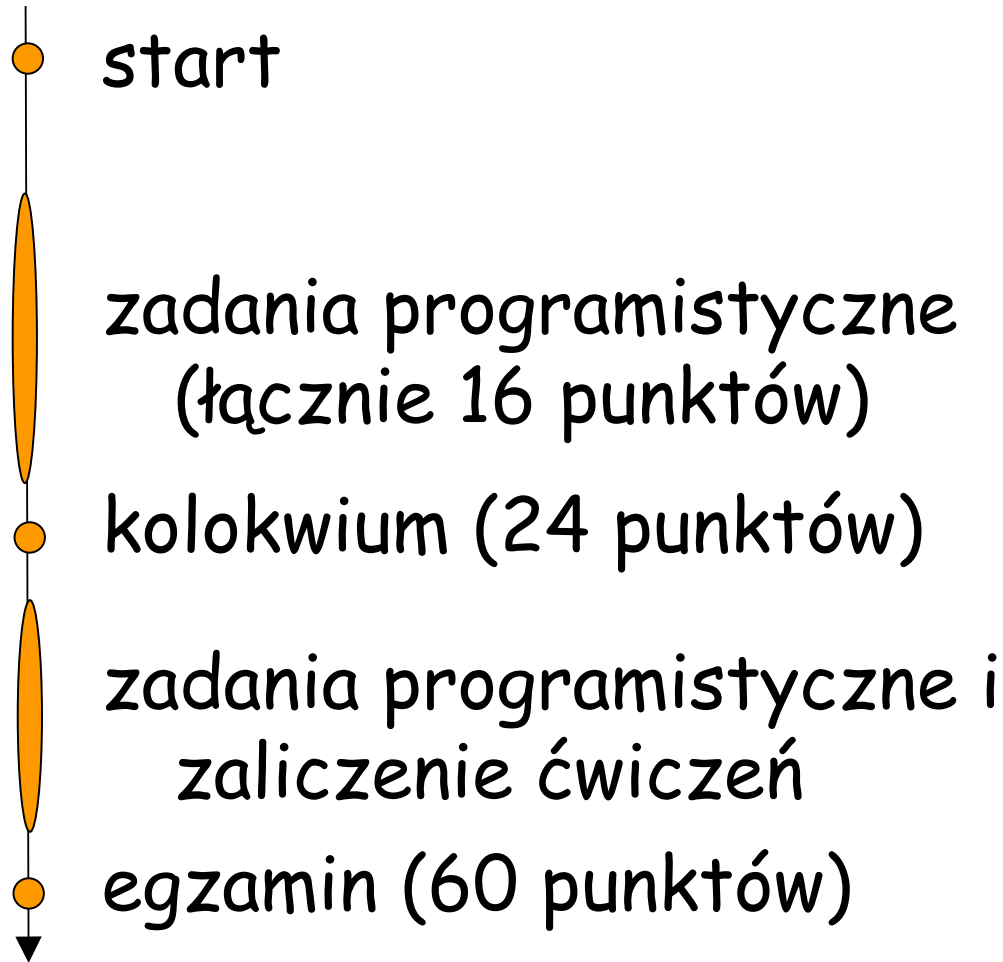 start
zadania programistyczne
(łącznie 16 punktów)
kolokwium (24 punktów)
zadania programistyczne i
zaliczenie ćwiczeń
egzamin (60 punktów)